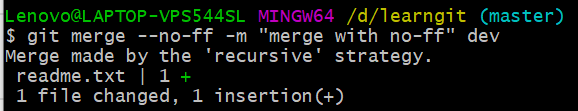 Lenovo@LAPTOP-VPS544SL MINGW64 /d/learngit (master)
$ git merge --no-ff -m "merge with no-ff" dev
Merge made by the 'recursive' strategy.
 readme.txt | 1 +
 1 file changed, 1 insertion(+)